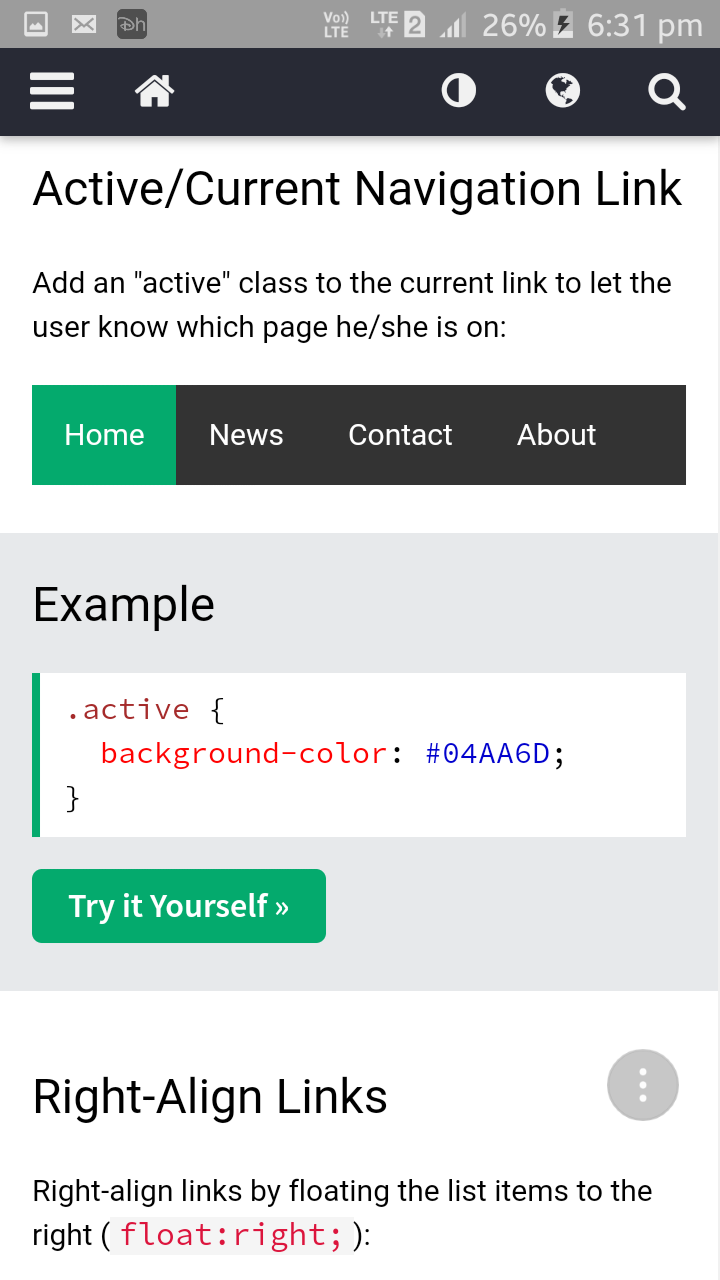 Dh Vo)) LTE LTE 2 26% 6:31 pm
Active/Current Navigation Link
Add an "active" class to the current link to let the
user know which page he/she is on:
Home News Contact About
Example
.active {
  background-color: #04AA6D;
}
Try it Yourself »
Right-Align Links
Right-align links by floating the list items to the
right ( float:right; ):